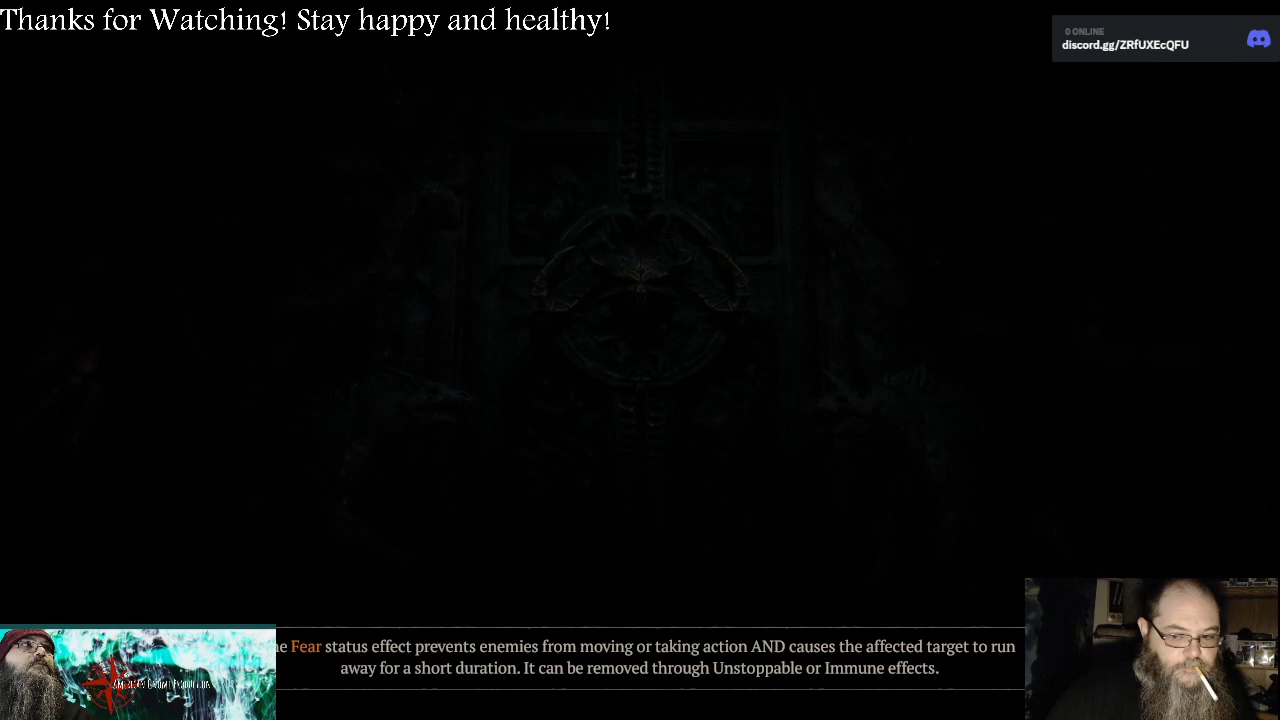 Thanks for Watching! Stay happy and healthy!
0 ONLINE
discord.gg/ZRfUXEcQFU
he Fear status effect prevents enemies from moving or taking action AND causes the affected target to run
away for a short duration. It can be removed through Unstoppable or Immune effects.